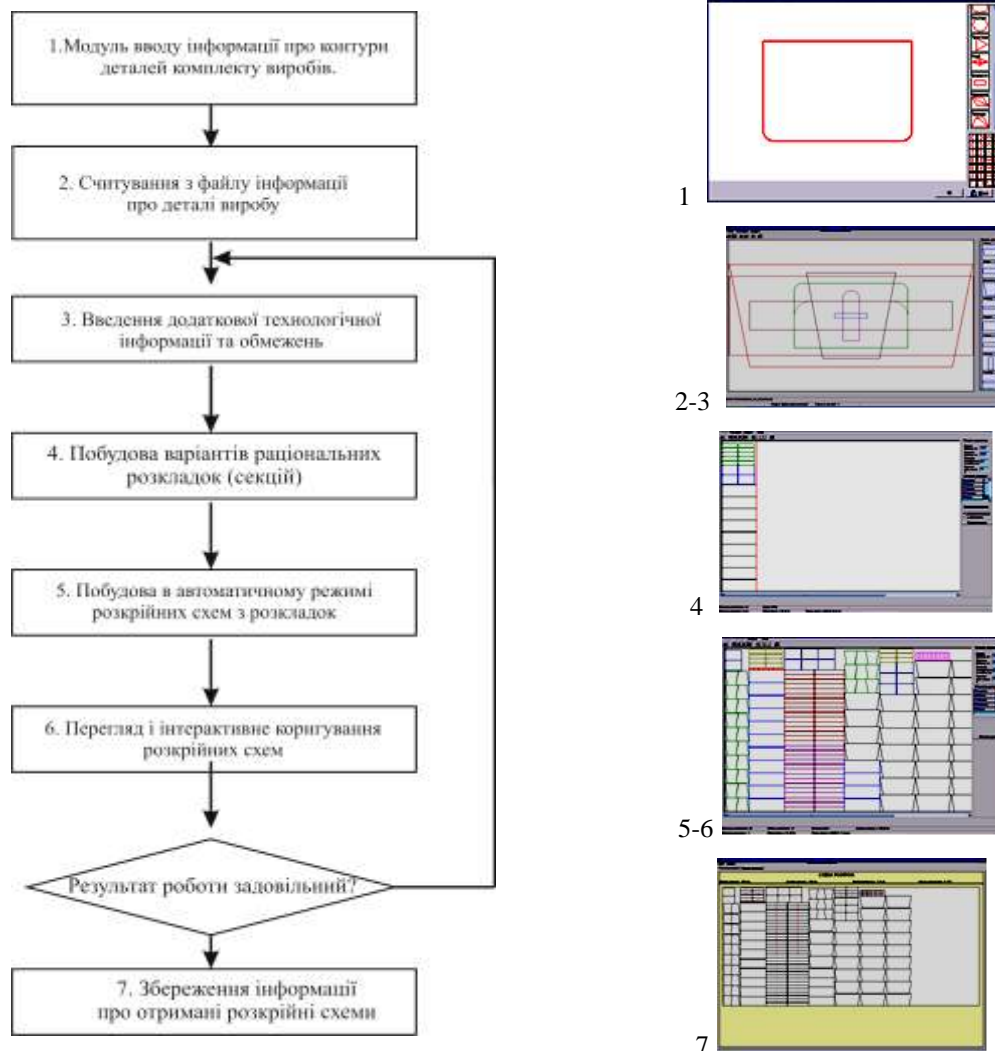 1.Модуль вводу інформації про контури
деталей комплекту виробів.
2. Считування з файлу інформації
про деталі виробу
3. Введення додаткової технологічної
інформації та обмежень
4. Побудова варіантів раціональних
розкладок (секцій)
5. Побудова в автоматичному режимі
розкрійних схем з розкладок
6. Перегляд і інтерактивне коригування
розкрійних схем
Результат роботи задовільний?
7. Збереження інформації
про отримані розкрійні схеми
1
2-3
4
5-6
7